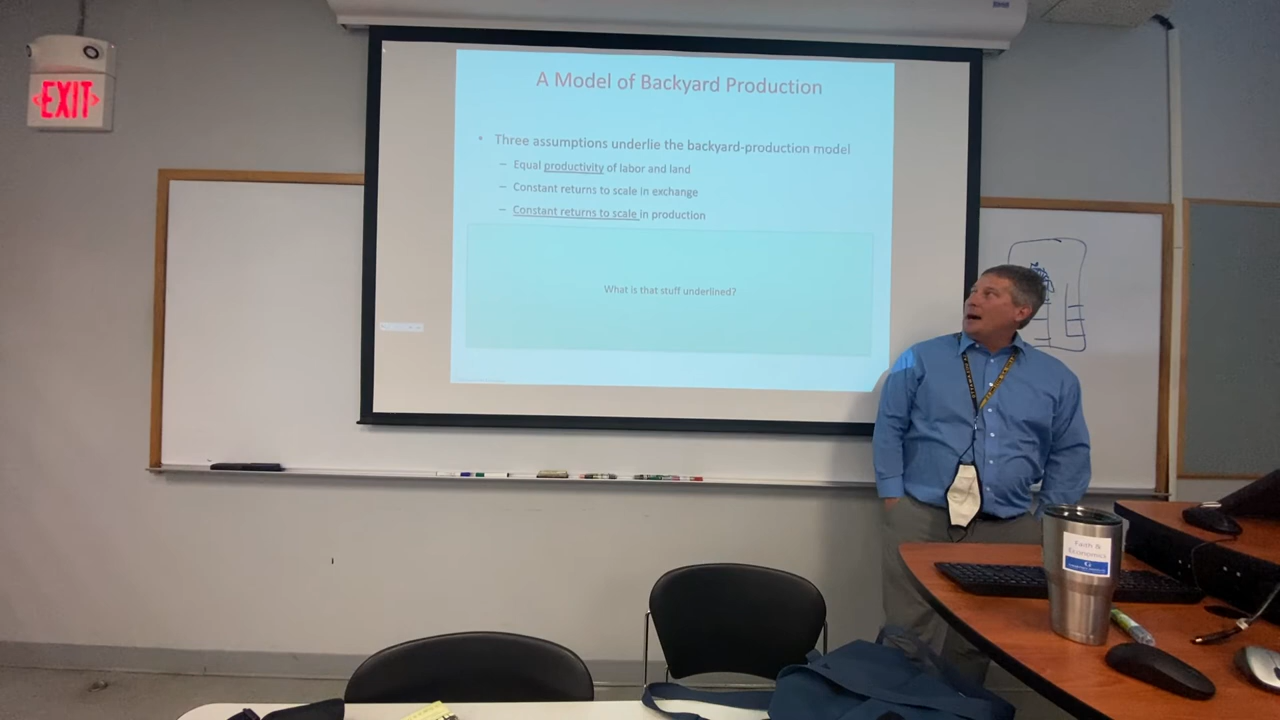 EXIT
A Model of Backyard Production
• Three assumptions underlie the backyard-production model
– Equal productivity of labor and land
– Constant returns to scale in exchange
– Constant returns to scale in production
What is that stuff underlined?
Faith &
Economics